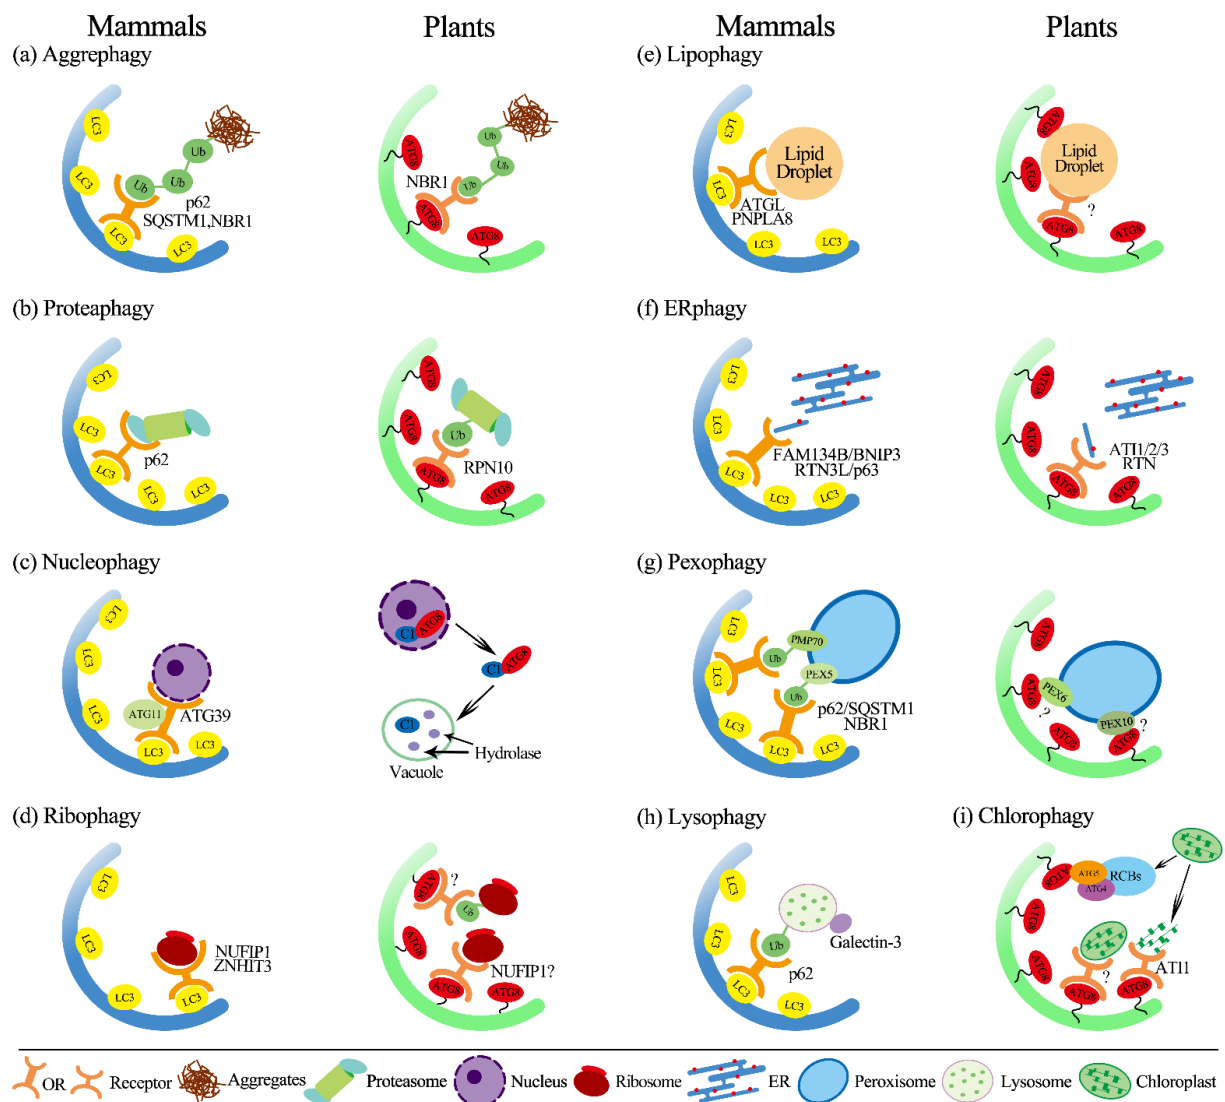 Mammals
Plants
Mammals
Plants
(a) Aggrephagy
LC3
LC3
LC3
LC3
Ub
Ub
Ub
p62
SQSTM1,NBR1
ATG8
NBR1
ATG8
ATG8
Ub
Ub
Ub
(e) Lipophagy
LC3
LC3
LC3
LC3
Lipid
Droplet
ATGL
PNPLA8
ATG8
ATG8
ATG8
ATG8
Lipid
Droplet
?
(b) Proteaphagy
LC3
LC3
LC3
LC3
LC3
p62
ATG8
ATG8
ATG8
ATG8
Ub
RPN10
(f) ERphagy
LC3
LC3
LC3
LC3
LC3
FAM134B/BNIP3
RTN3L/p63
ATG8
ATG8
ATG8
ATG8
ATI1/2/3
RTN
(c) Nucleophagy
LC3
LC3
LC3
LC3
LC3
ATG11
ATG39
C1
ATG8
C1
ATG8
C1
Hydrolase
Vacuole
(g) Pexophagy
LC3
LC3
LC3
LC3
LC3
PMP70
Ub
PEX5
Ub
p62/SQSTM1
NBR1
ATG8
ATG8
PEX6
?
PEX10
?
ATG8
ATG8
(d) Ribophagy
LC3
LC3
LC3
LC3
NUFIP1
ZNHIT3
ATG8
?
Ub
ATG8
NUFIP1?
ATG8
ATG8
(h) Lysophagy
LC3
LC3
LC3
LC3
Ub
Galectin-3
p62
(i) Chlorophagy
ATG8
ATG5
ATG4
RCBs
ATG8
?
ATG8
ATG8
ATI1
OR
Receptor
Aggregates
Proteasome
Nucleus
Ribosome
ER
Peroxisome
Lysosome
Chloroplast